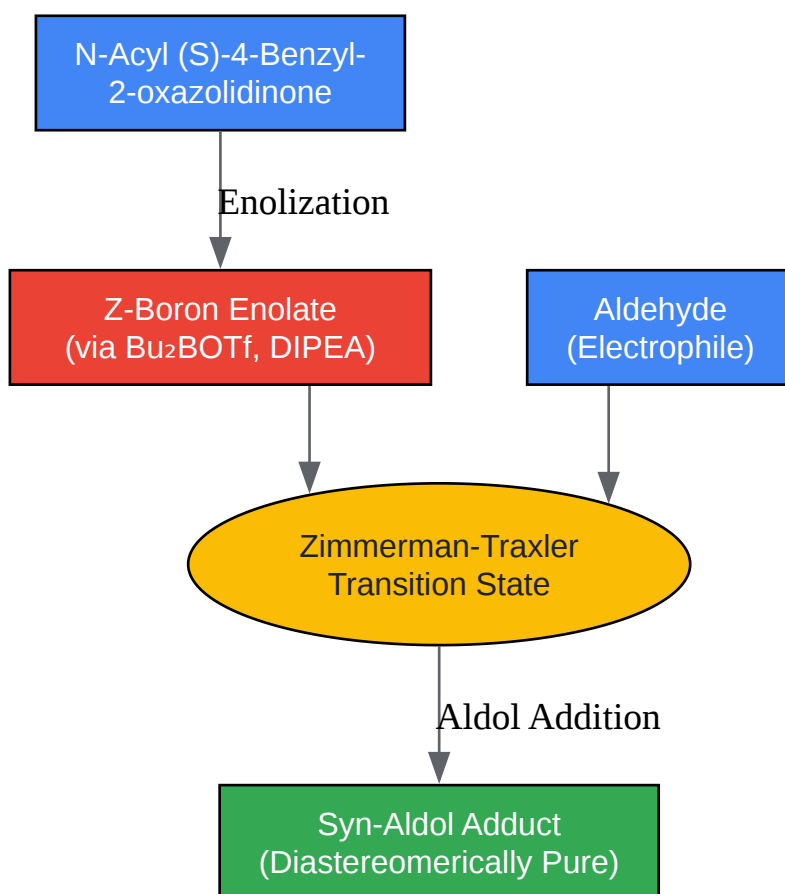 N-Acyl (S)-4-Benzyl-
2-oxazolidinone
Enolization
Z-Boron Enolate
(via Bu₂BOTf, DIPEA)
Aldehyde
(Electrophile)
Zimmerman-Traxler
Transition State
Aldol Addition
Syn-Aldol Adduct
(Diastereomerically Pure)